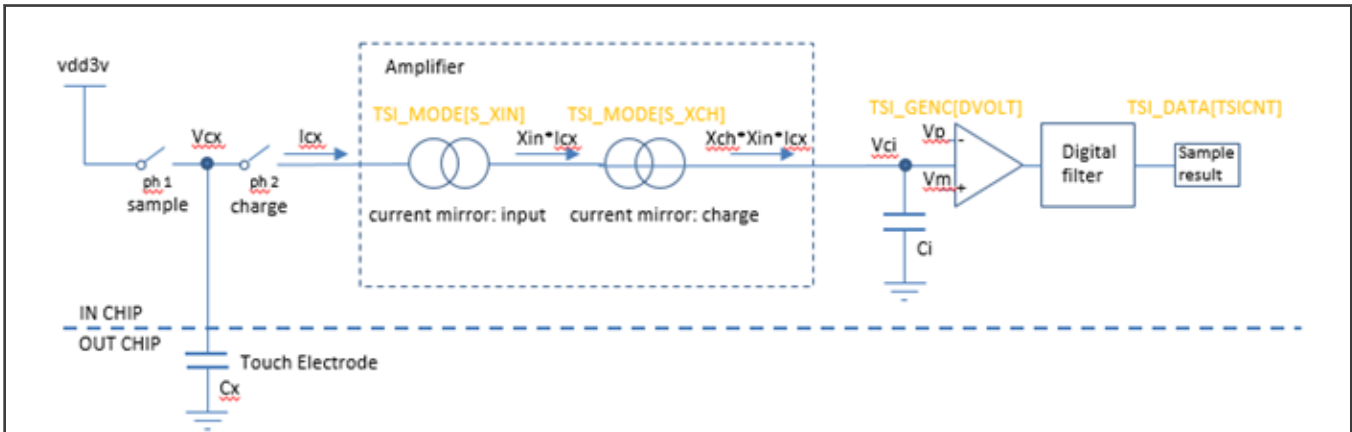 vdd3v
Amplifier
TSI_MODE[S_XIN] TSI_MODE[S_XCH]
TSI_GENC[DVOLT]
TSI_DATA[TSICNT]
Vcx
Icx
Xin*Icx
Xch*Xin*Icx
Vci
Vp
-
Vm
+
Digital
filter
Sample
result
ph 1
sample
ph 2
charge
current mirror: input
current mirror: charge
Ci
IN CHIP
OUT CHIP
Touch Electrode
Cx